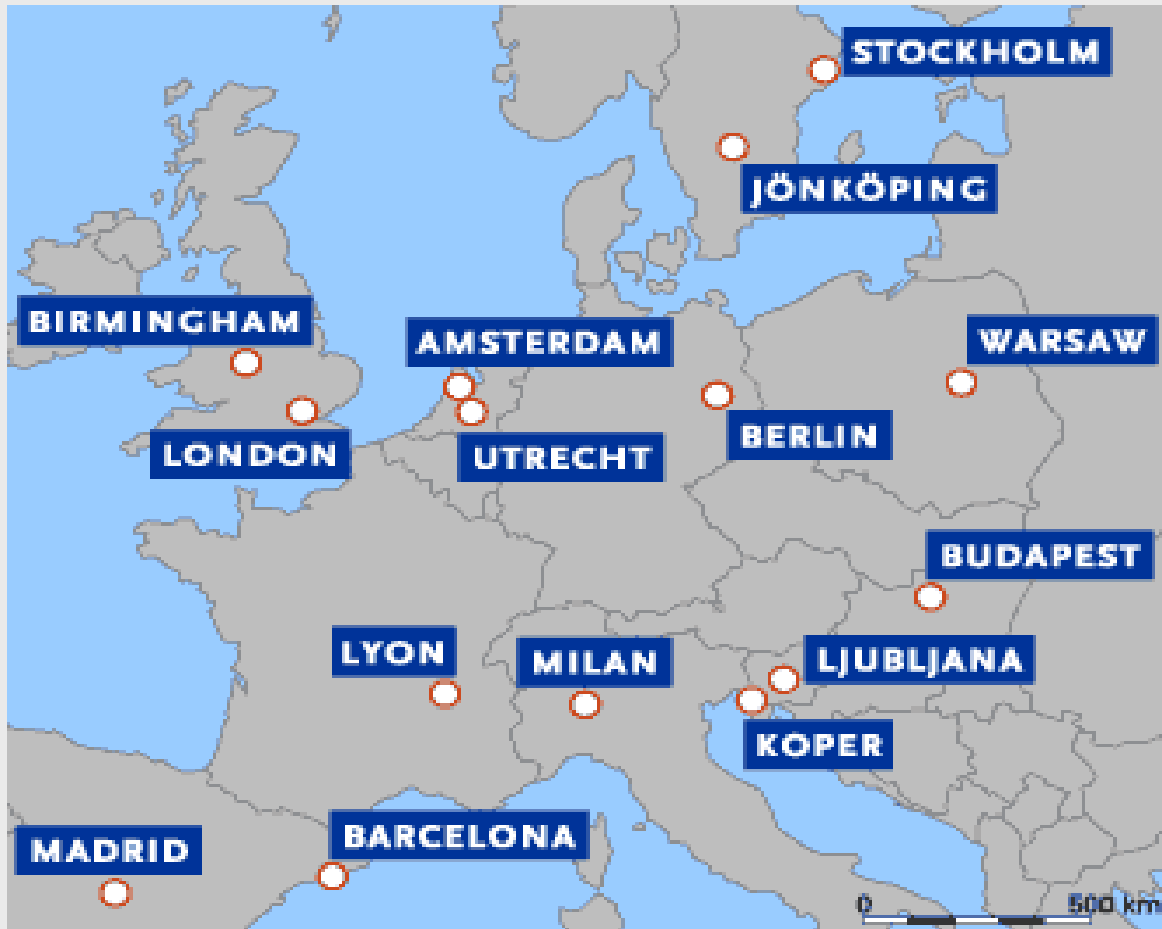 STOCKHOLM
JÖNKÖPING
BIRMINGHAM
AMSTERDAM
WARSAW
BERLIN
LONDON
UTRECHT
BUDAPEST
LYON
MILAN
LJUBLJANA
KOPER
BARCELONA
MADRID
0 500 km